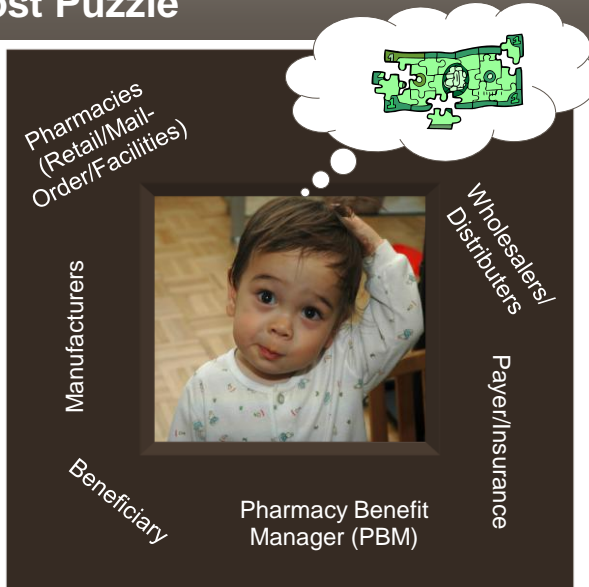 ost Puzzle
Pharmacies
(Retail/Mail-
Order/Facilities)
Wholesalers/
Distributers
Manufacturers
Payer/Insurance
Beneficiary
Pharmacy Benefit
Manager (PBM)